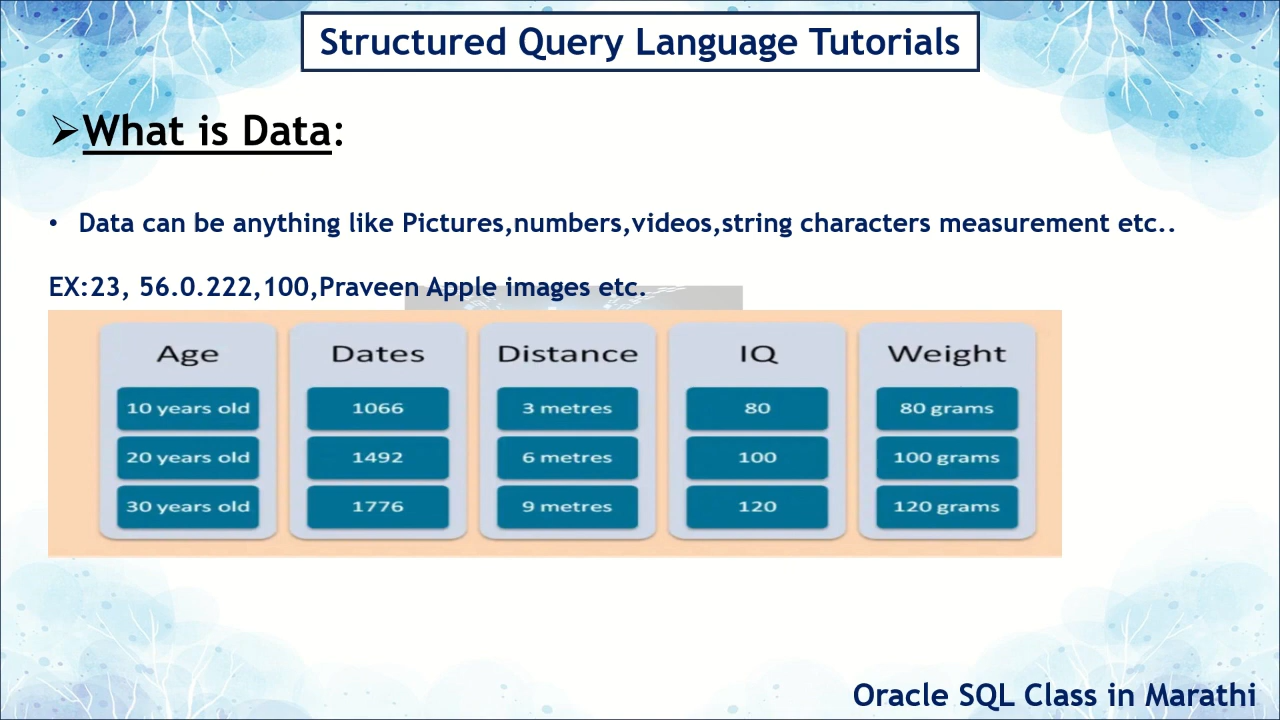 Structured Query Language Tutorials
➢What is Data:
• Data can be anything like Pictures,numbers,videos,string characters measurement etc..
EX:23, 56.0.222,100,Praveen Apple images etc.
Age Dates Distance IQ Weight
10 years old 1066 3 metres 80 80 grams
20 years old 1492 6 metres 100 100 grams
30 years old 1776 9 metres 120 120 grams
Oracle SQL Class in Marathi